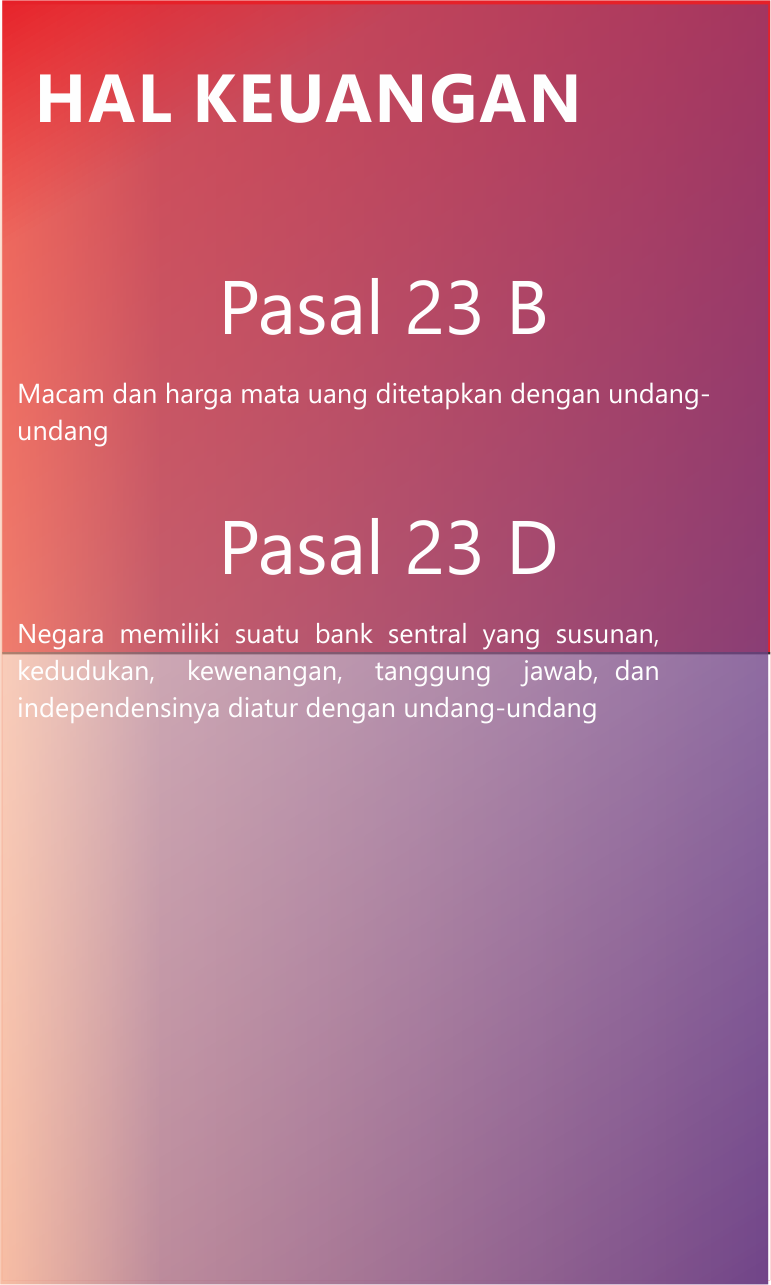 HAL KEUANGAN
Pasal 23 B
Macam dan harga mata uang ditetapkan dengan undang-
undang
Pasal 23 D
Negara memiliki suatu bank sentral yang susunan,
kedudukan, kewenangan, tanggung jawab, dan
independensinya diatur dengan undang-undang